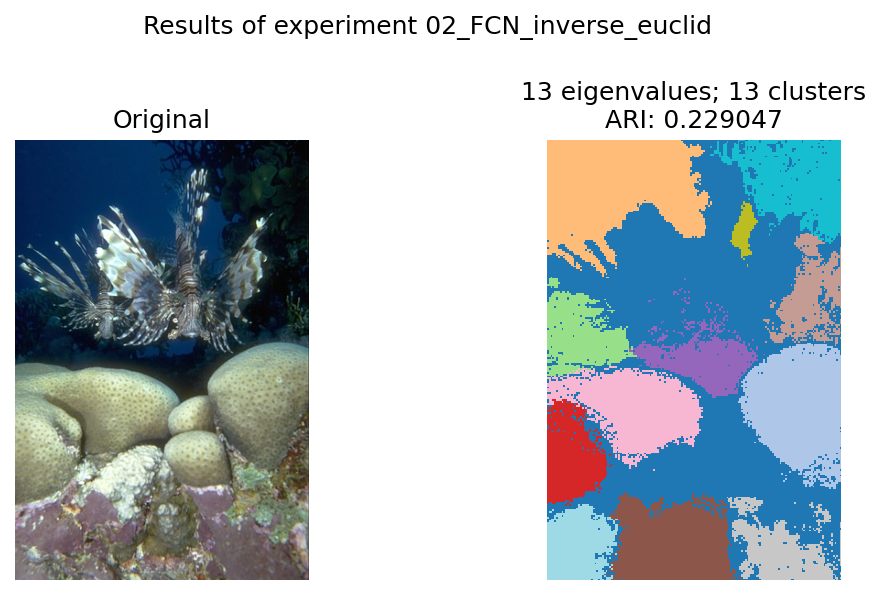 Results of experiment 02_FCN_inverse_euclid
Original
13 eigenvalues; 13 clusters
ARI: 0.229047